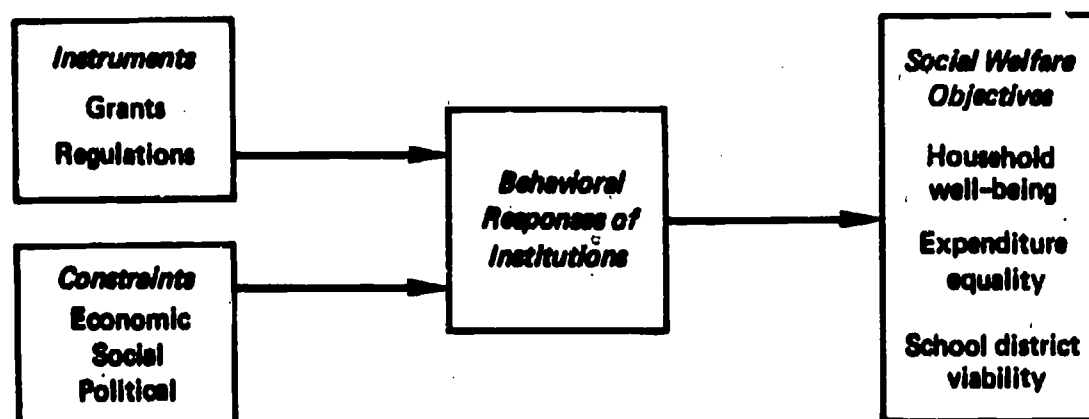 Instruments
Grants
Regulations
Constraints
Economic
Social
Political
Behavioral
Responses of
Institutions
Social Welfare
Objectives
Household
well-being
Expenditure
equality
School district
viability